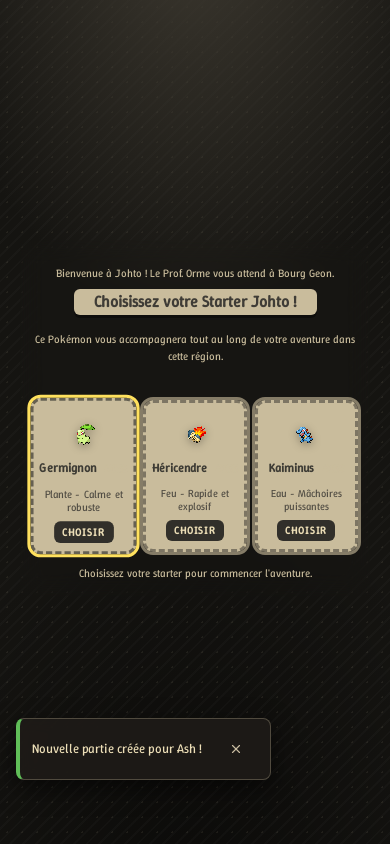 Bienvenue à Johto ! Le Prof. Orme vous attend à Bourg Geon.
Choisissez votre Starter Johto !
Ce Pokémon vous accompagnera tout au long de votre aventure dans
cette région.
Germignon
Plante - Calme et
robuste
CHOISIR
Héricendre
Feu - Rapide et
explosif
CHOISIR
Kaiminus
Eau - Mâchoires
puissantes
CHOISIR
Choisissez votre starter pour commencer l'aventure.
Nouvelle partie créée pour Ash !